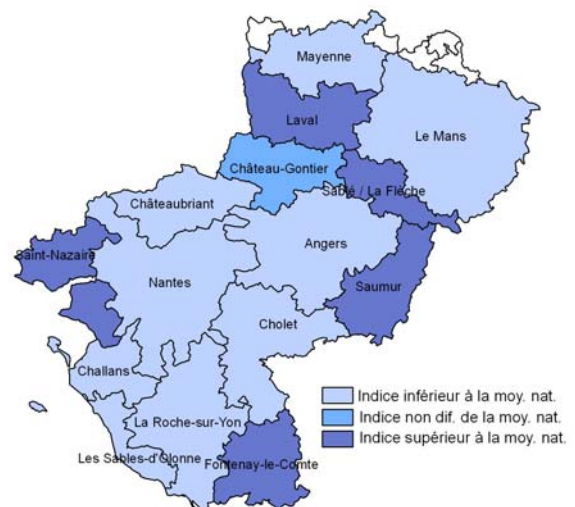 Mayenne
Laval
Le Mans
Château-Gontier
Sablé / La Flèche
Châteaubriant
Angers
Saint-Nazaire
Nantes
Saumur
Cholet
Challans
La Roche-sur-Yon
Les Sables-d'Olonne
Fontenay-le-Comte
Indice inférieur à la moy. nat.
Indice non dif. de la moy. nat.
Indice supérieur à la moy. nat.